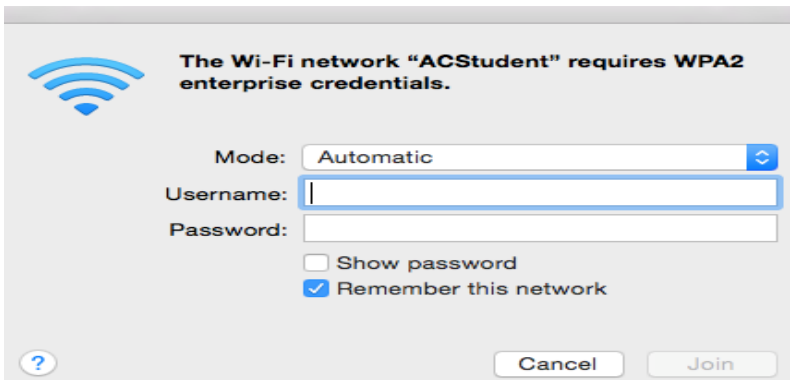 The Wi-Fi network “ACStudent” requires WPA2
enterprise credentials.
Mode: Automatic
Username:
Password:
Show password
Remember this network
? Cancel Join